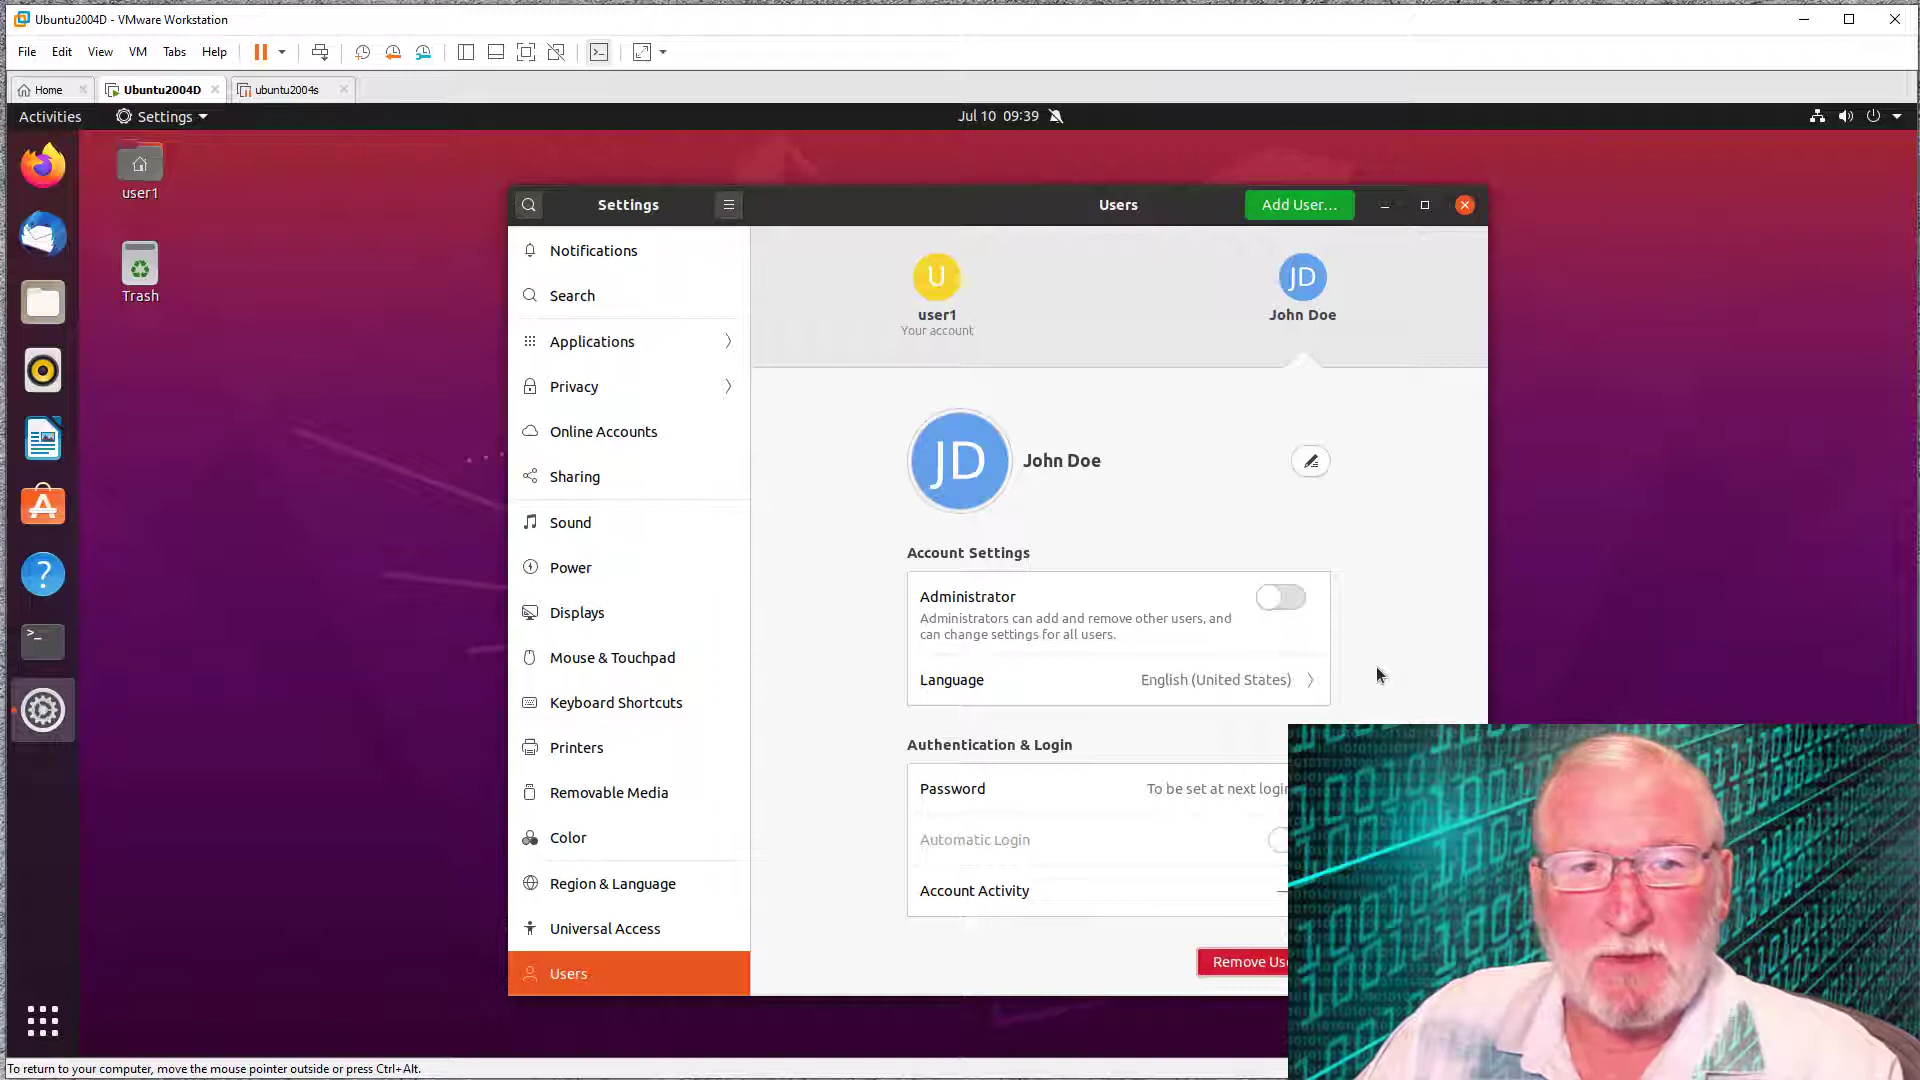 Ubuntu2004D - VMware Workstation
File Edit View VM Tabs Help
Home Ubuntu2004D ubuntu2004s
Activities Settings Jul 10 09:39
user1
Trash
Settings Users Add User...
Notifications
Search
Applications
Privacy
Online Accounts
Sharing
Sound
Power
Displays
Mouse & Touchpad
Keyboard Shortcuts
Printers
Removable Media
Color
Region & Language
Universal Access
Users
U JD
user1 John Doe
Your account
JD John Doe
Account Settings
Administrator
Administrators can add and remove other users, and
can change settings for all users.
Language English (United States)
Authentication & Login
Password To be set at next login
Automatic Login
Account Activity
Remove Us
To return to your computer, move the mouse pointer outside or press Ctrl+Alt.